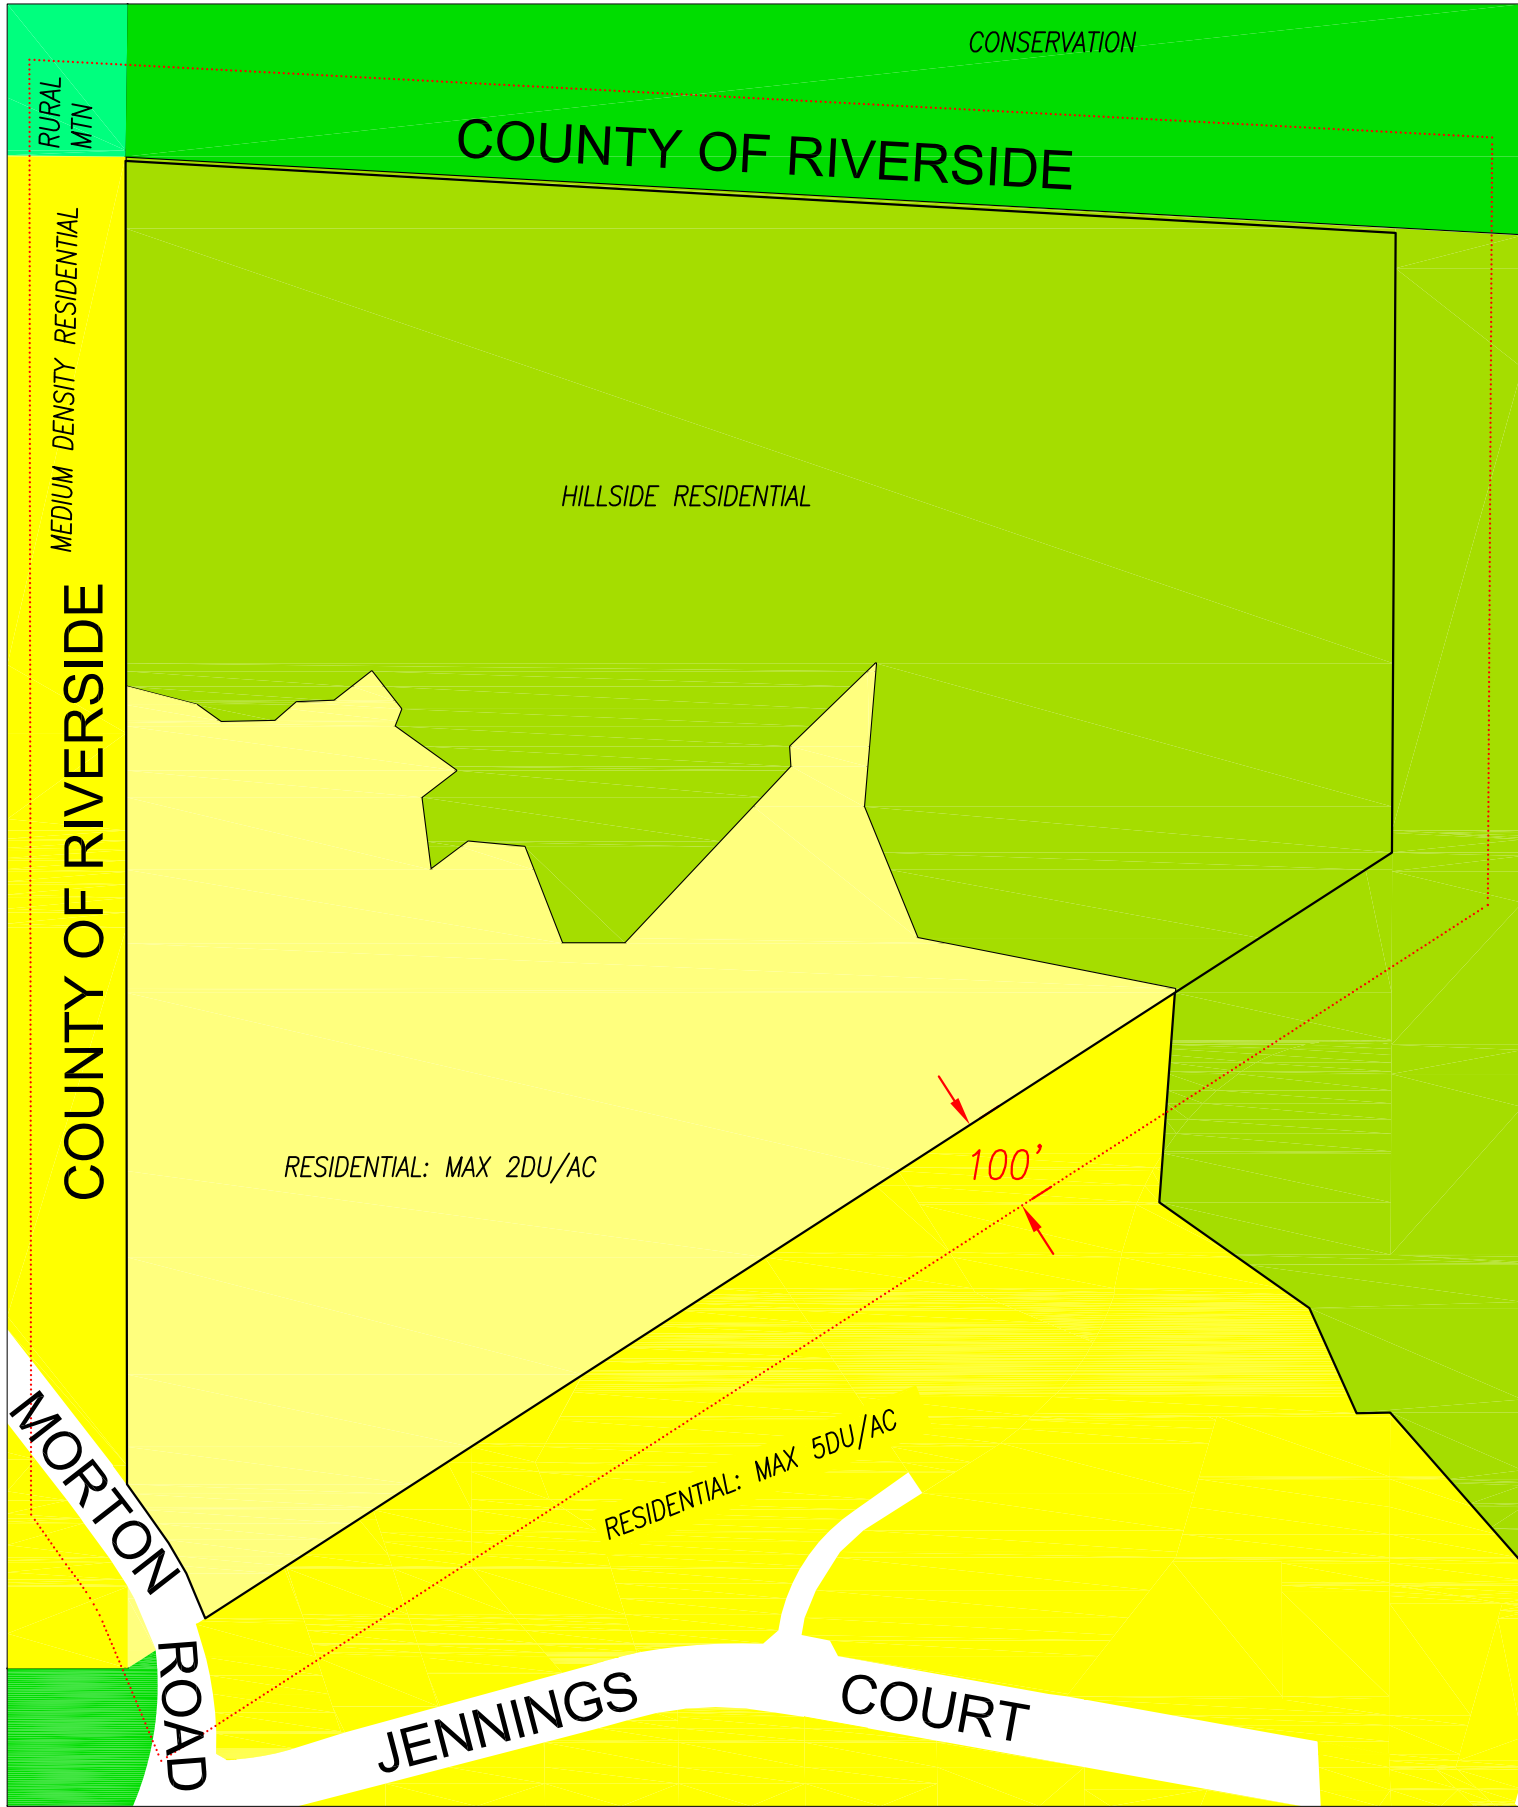 CONSERVATION
RURAL
MTN
COUNTY OF RIVERSIDE
MEDIUM DENSITY RESIDENTIAL
HILLSIDE RESIDENTIAL
COUNTY OF RIVERSIDE
100'
RESIDENTIAL: MAX 2DU/AC
RESIDENTIAL: MAX 5DU/AC
MORTON ROAD
JENNINGS COURT